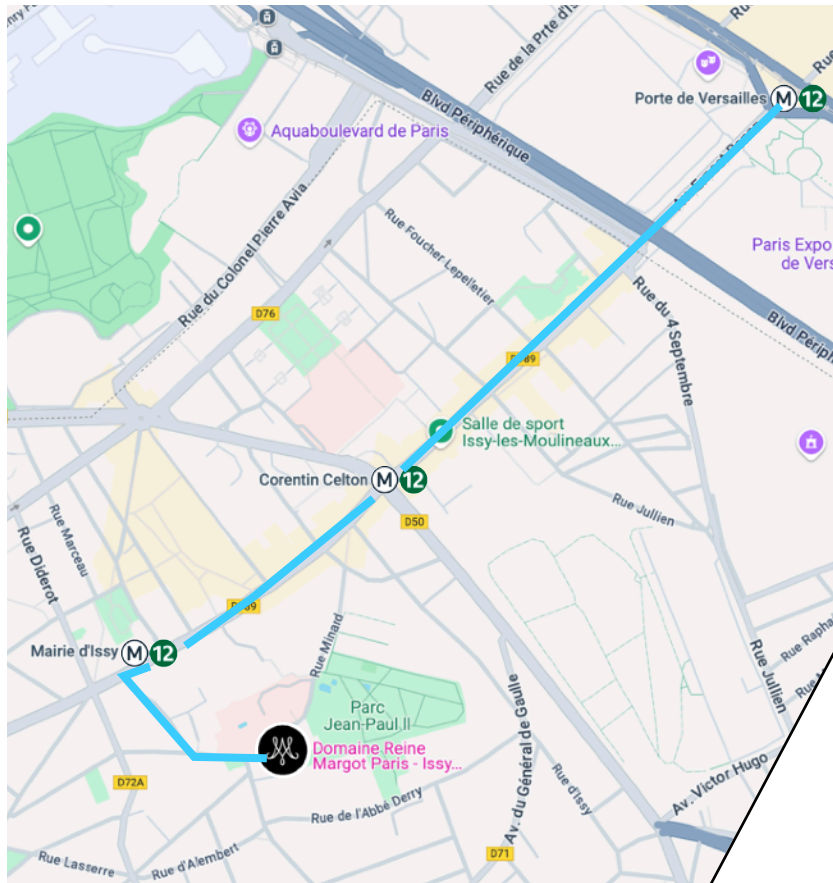 Rue de la Prte d'Is
Porte de Versailles M 12
Blvd Périphérique
Aquaboulevard de Paris
Rue du Colonel Pierre Avia
Rue Foucher Lepelletier
Paris Expo
de Vers
Rue du 4 Septembre
Blvd Périph
D76
Salle de sport
Issy-les-Moulineaux...
Corentin Celton M 12
D50
Rue Jullien
Rue Marceau
Rue Diderot
Mairie d'Issy M 12
Rue Minard
Rue Jullien
Rue Rapha
Parc
Jean-Paul II
Domaine Reine
Margot Paris - Issy...
Av. du Général de Gaulle
Rue d'Issy
Av. Victor Hugo
D72A
Rue de l'Abbé Derry
D71
Rue d'Alembert
Rue Lasserre